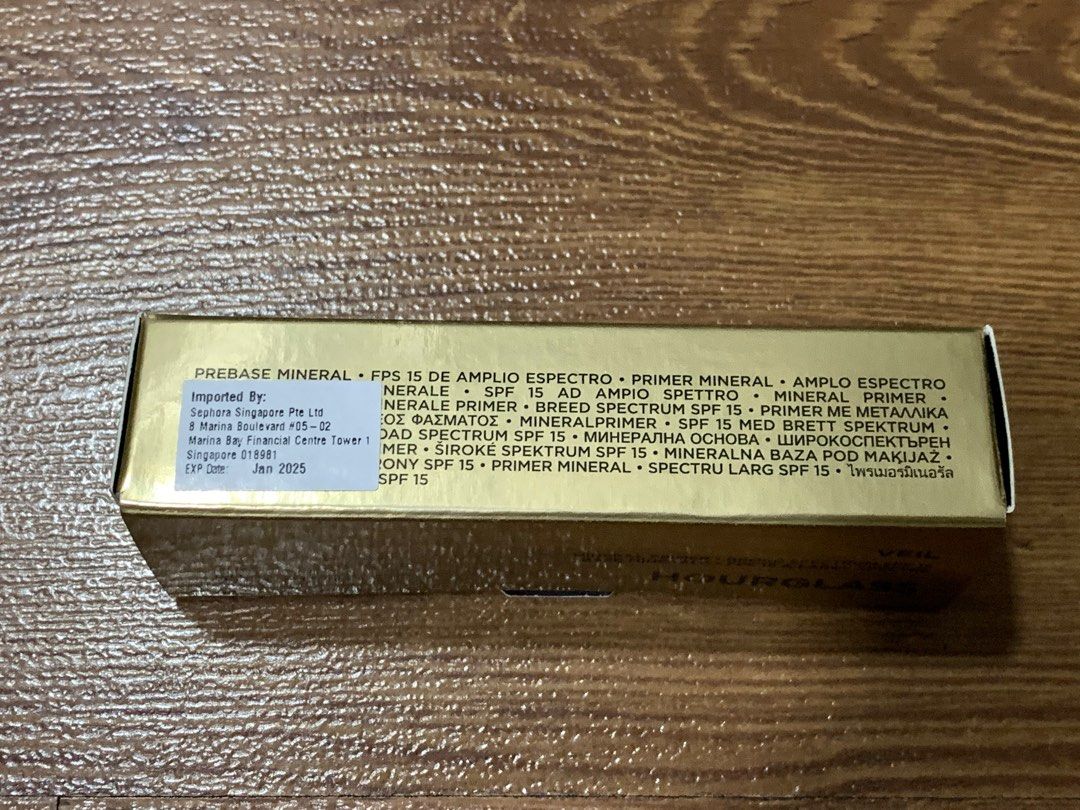 PREBASE MINERAL • FPS 15 DE AMPLIO ESPECTRO • PRIMER MINERAL • AMPLO ESPECTRO
NERALE • SPF 15 AD AMPIO SPETTRO • MINERAL PRIMER •
NERALE PRIMER • BREED SPECTRUM SPF 15 • PRIMER ΜΕ ΜΕΤΑΛΛΙΚΑ
ΕΟΣ ΦΑΣΜΑΤΟΣ • MINERALPRIMER • SPF 15 MED BRETT SPEKTRUM •
OAD SPECTRUM SPF 15 • МИНЕРАЛНА ОСНОВА • ШИРОКОСПЕКТЪРЕН
IMER • ŠIROKÉ SPEKTRUM SPF 15 • MINERALNA BAZA POD MAKIJAŻ •
RONY SPF 15 • PRIMER MINERAL • SPECTRU LARG SPF 15 • ไพรเมอร์มิเนอรัล
SPF 15
Imported By:
Sephora Singapore Pte Ltd
8 Marina Boulevard #05-02
Marina Bay Financial Centre Tower 1
Singapore 018981
EXP Date: Jan 2025
VEIL
HOURGLASS